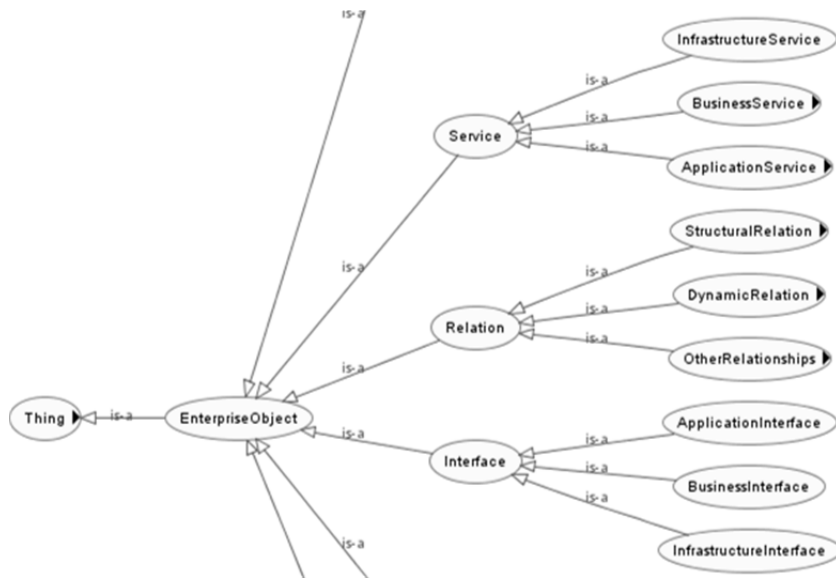 is-a
InfrastructureService
is-a
BusinessService
is-a
Service
is-a
ApplicationService
StructuralRelation
is-a
is-a
DynamicRelation
is-a
Relation
is-a
OtherRelationships
is-a
Thing
is-a
EnterpriseObject
ApplicationInterface
is-a
is-a
Interface
is-a
BusinessInterface
is-a
is-a
InfrastructureInterface